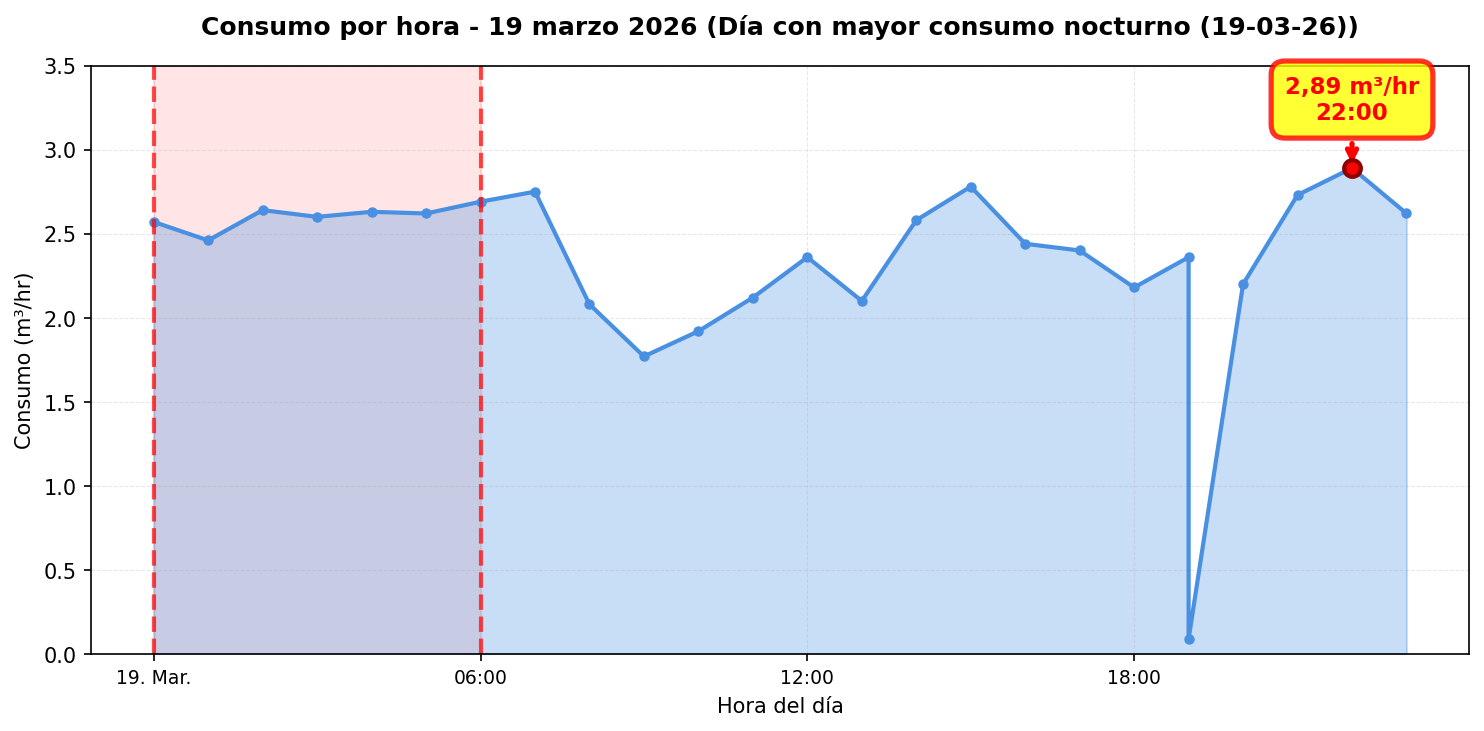 Consumo por hora - 19 marzo 2026 (Día con mayor consumo nocturno (19-03-26))
2,89 m³/hr
22:00
Consumo (m³/hr)
3.5
3.0
2.5
2.0
1.5
1.0
0.5
0.0
19. Mar.
06:00
12:00
18:00
Hora del día